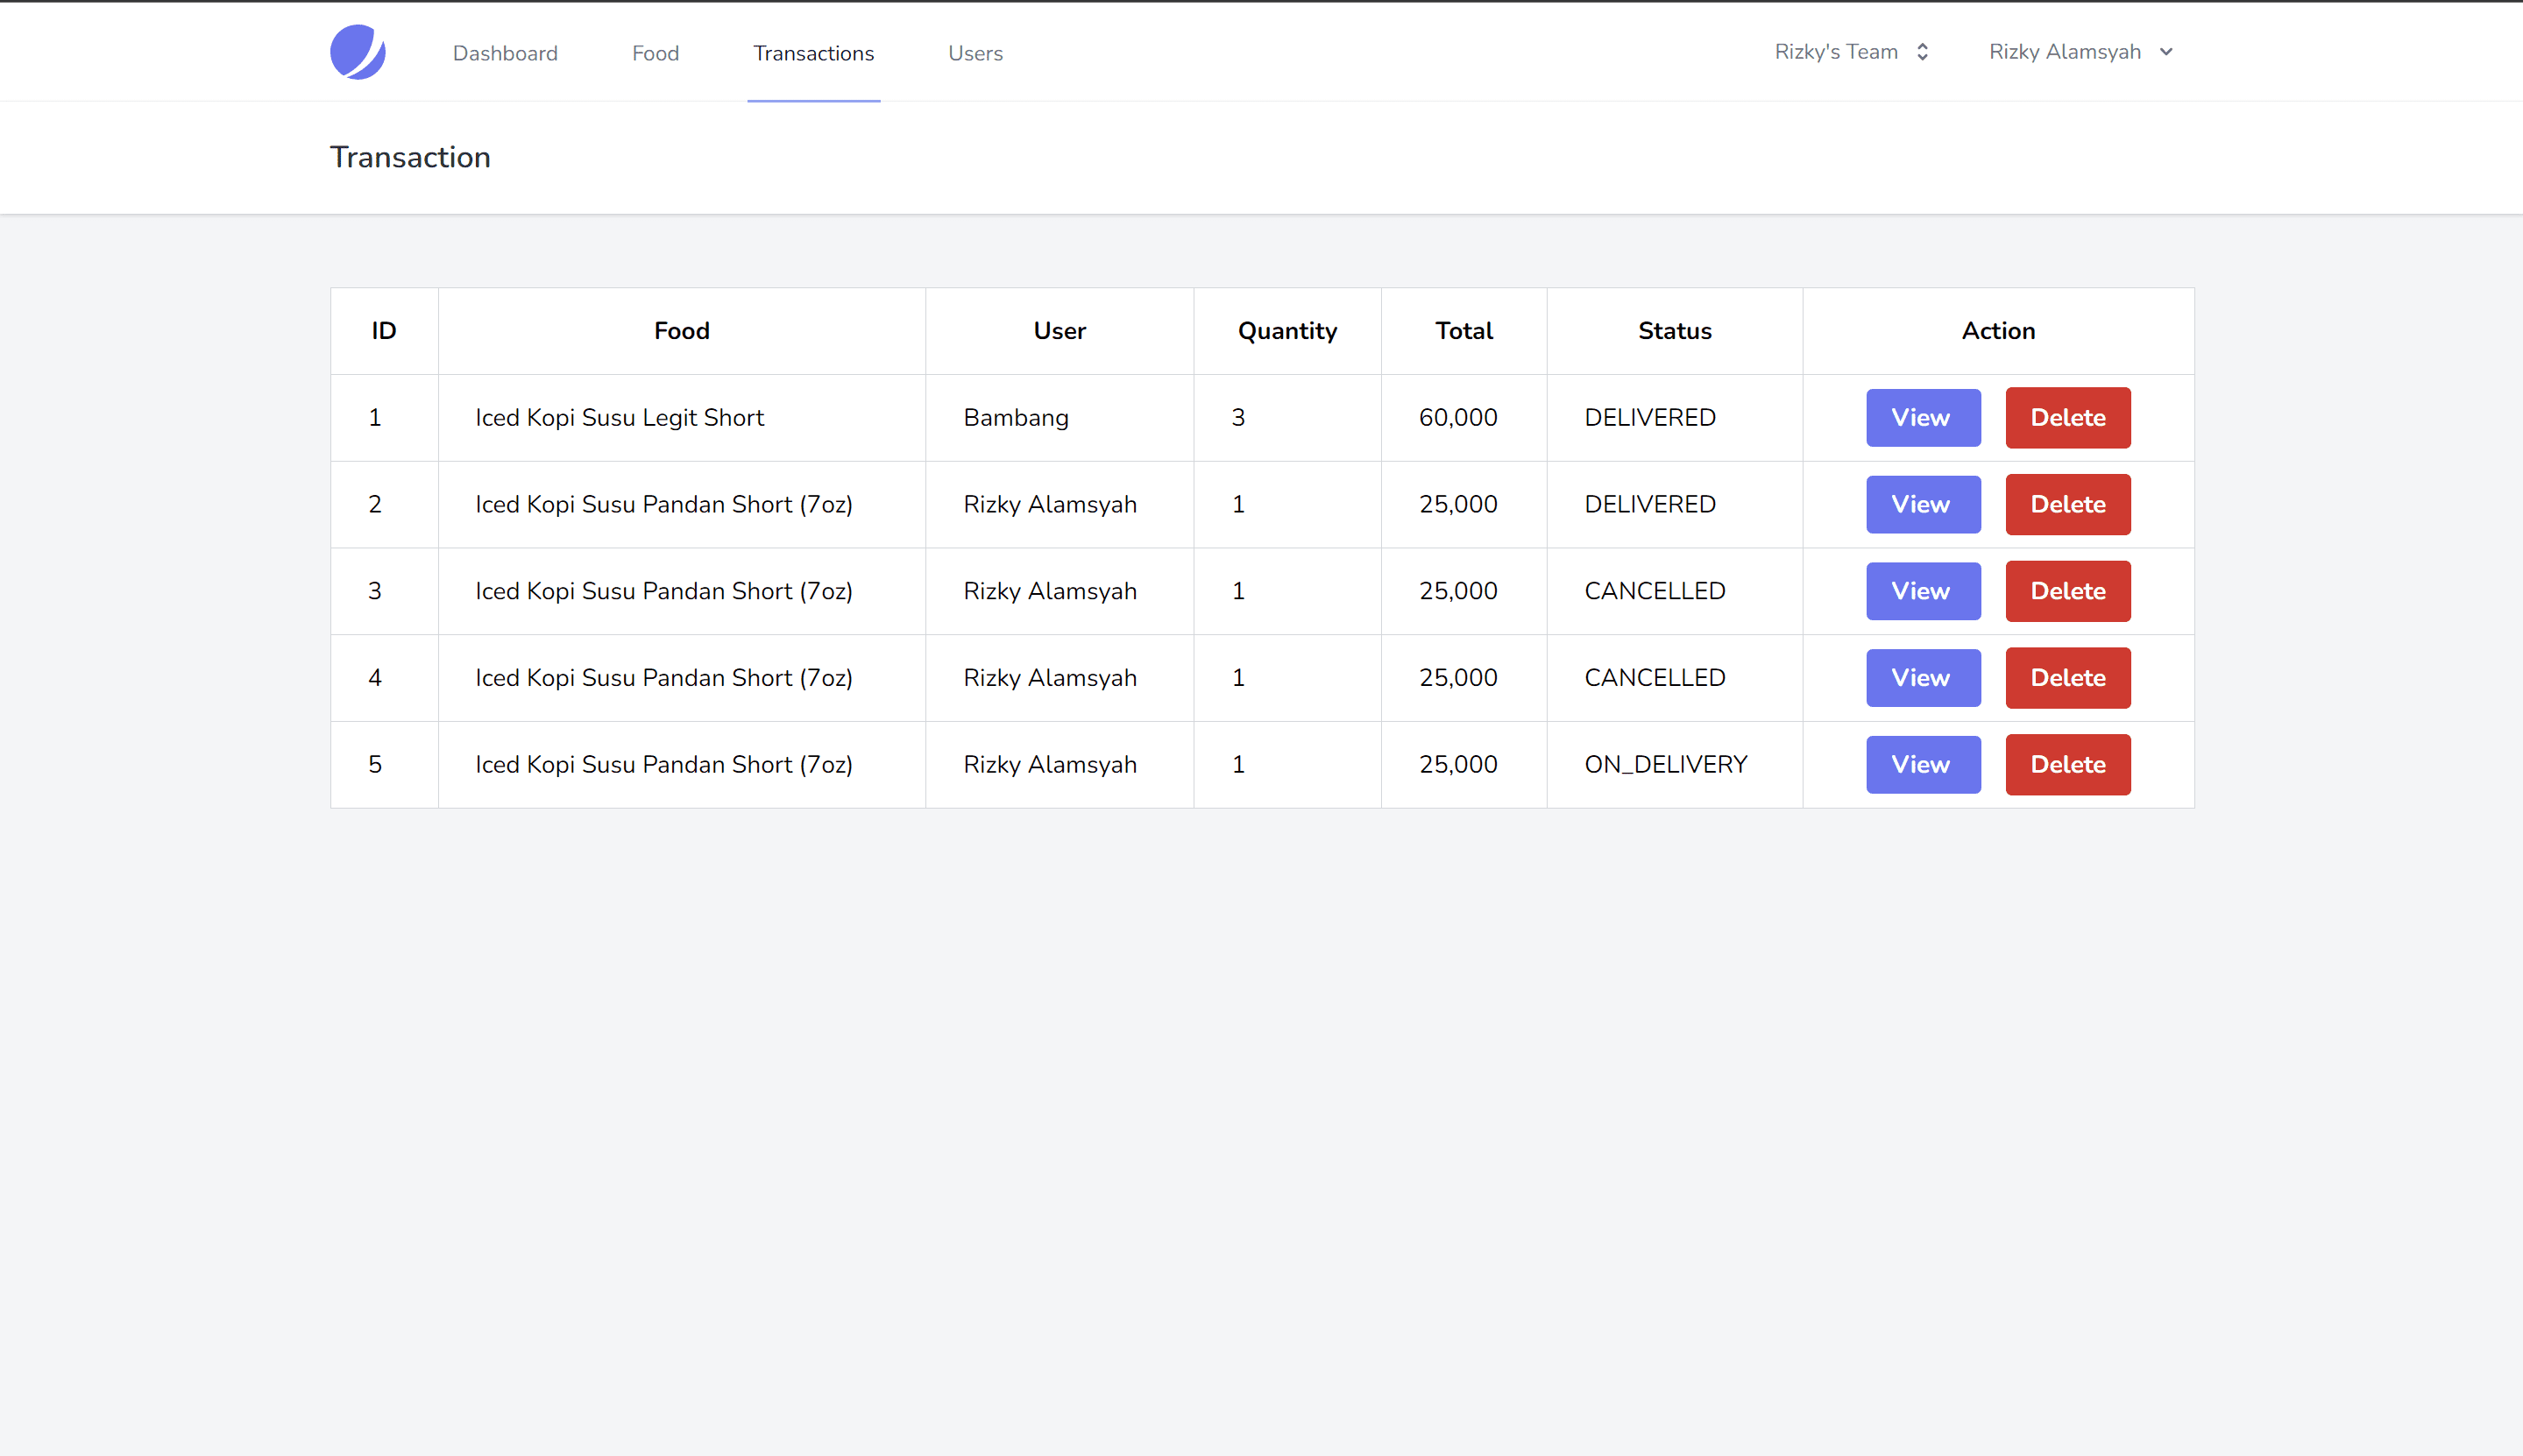 Dashboard Food Transactions Users Rizky's Team Rizky Alamsyah
Transaction
ID Food User Quantity Total Status Action
1 Iced Kopi Susu Legit Short Bambang 3 60,000 DELIVERED View Delete
2 Iced Kopi Susu Pandan Short (7oz) Rizky Alamsyah 1 25,000 DELIVERED View Delete
3 Iced Kopi Susu Pandan Short (7oz) Rizky Alamsyah 1 25,000 CANCELLED View Delete
4 Iced Kopi Susu Pandan Short (7oz) Rizky Alamsyah 1 25,000 CANCELLED View Delete
5 Iced Kopi Susu Pandan Short (7oz) Rizky Alamsyah 1 25,000 ON_DELIVERY View Delete